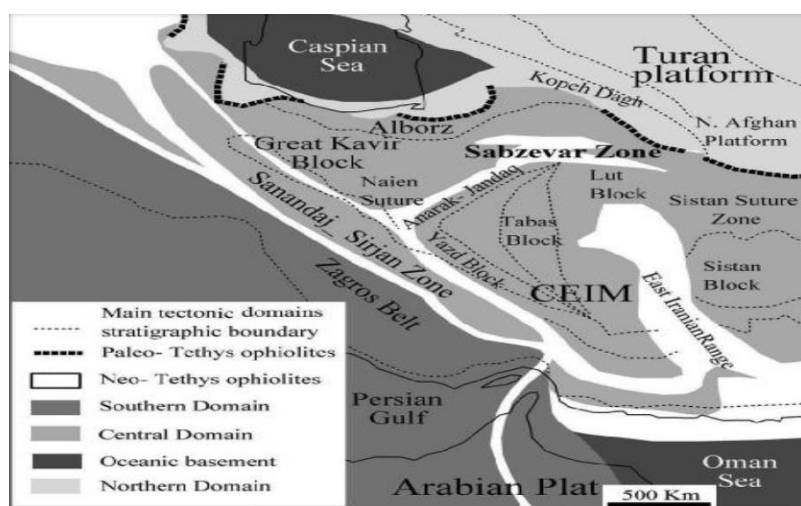 Caspian
Sea
Turan
platform
Kopch Dagh
N. Afghan
Platform
Alborz
Great Kavir
Block
Sabzevar Zone
Naien
Suture
Anarak- Jandaq
Lut
Block
Sistan Suture
Zone
Tabas
Block
Sanandaj_ Sirjan Zone
Yazd Block
Sistan
Block
CEIM
East IranianRange
Zagros Belt
Main tectonic domains
stratigraphic boundary
Paleo- Tethys ophiolites
Neo- Tethys ophiolites
Southern Domain
Central Domain
Oceanic basement
Northern Domain
Persian
Gulf
Arabian Plat
Oman
Sea
500 Km